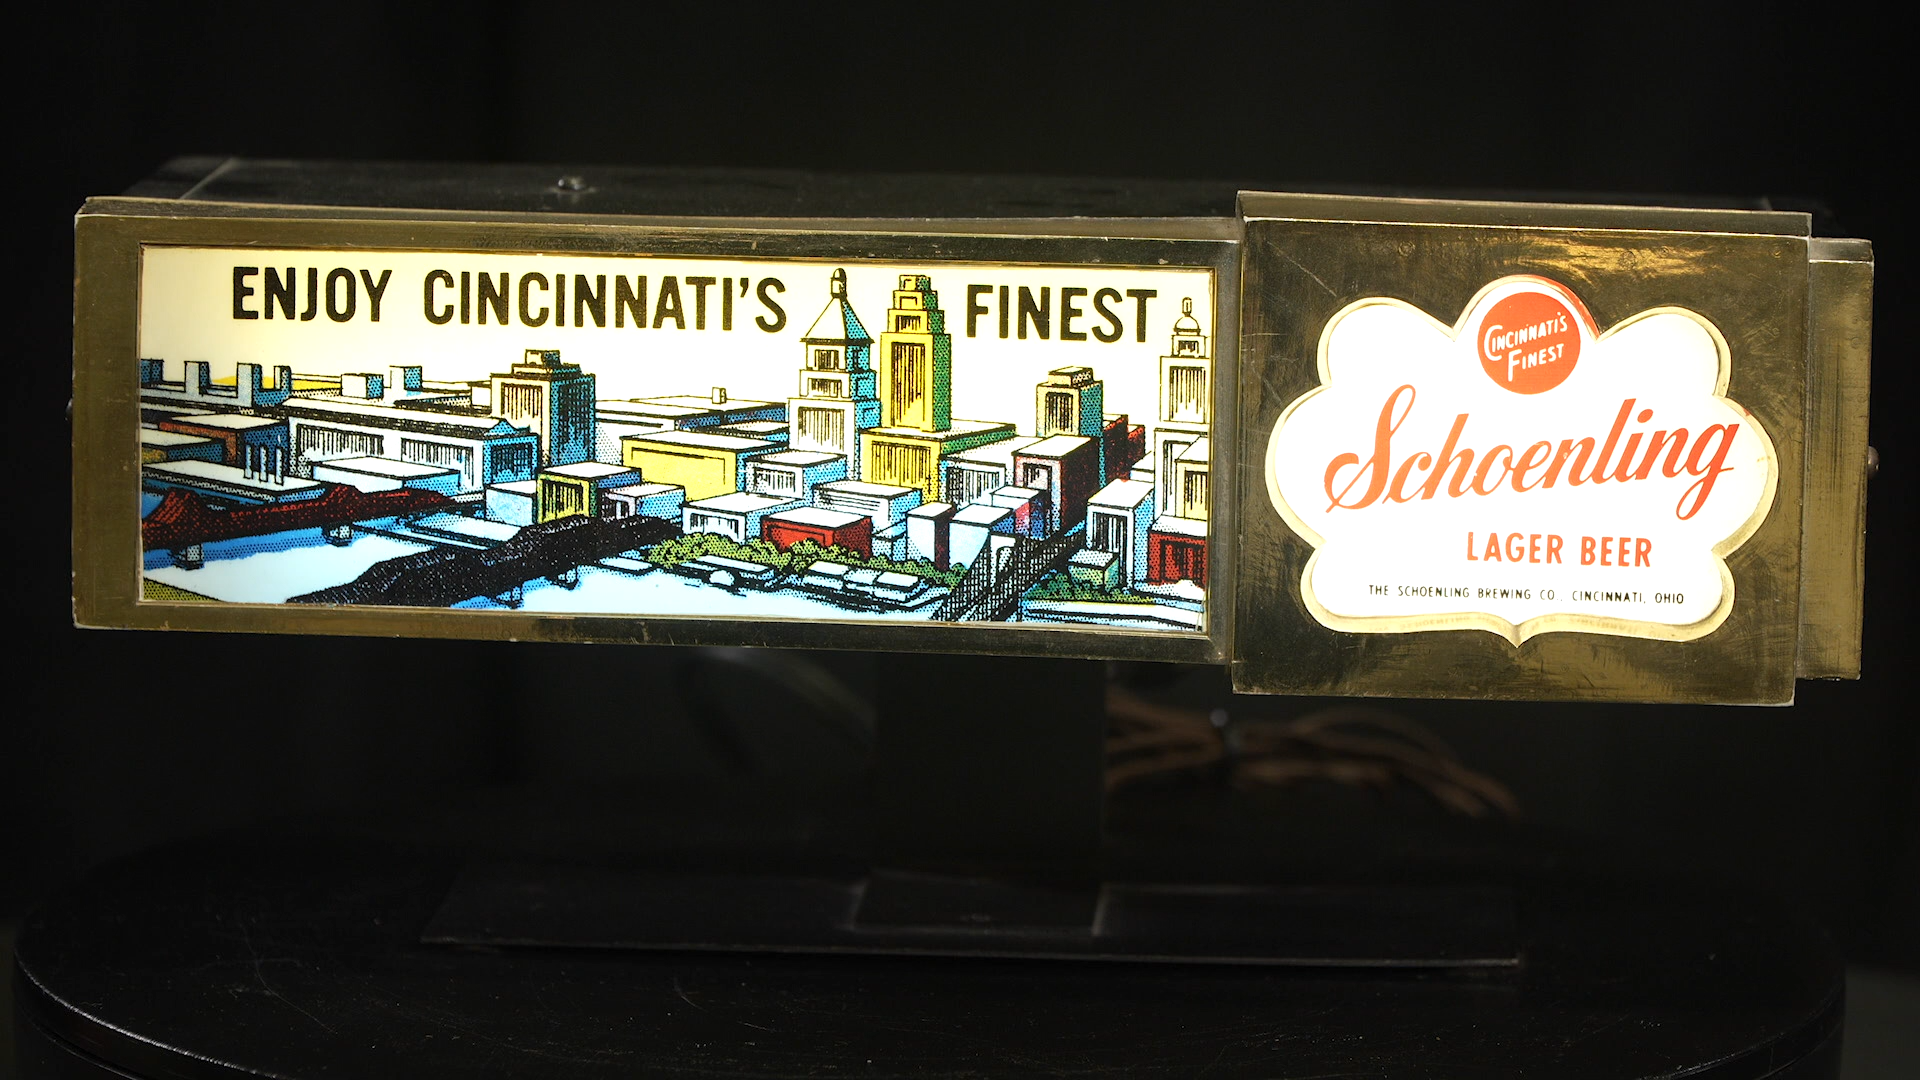 ENJOY CINCINNATI'S FINEST
CINCINNATI'S
FINEST
Schoenling
LAGER BEER
THE SCHOENLING BREWING CO., CINCINNATI, OHIO